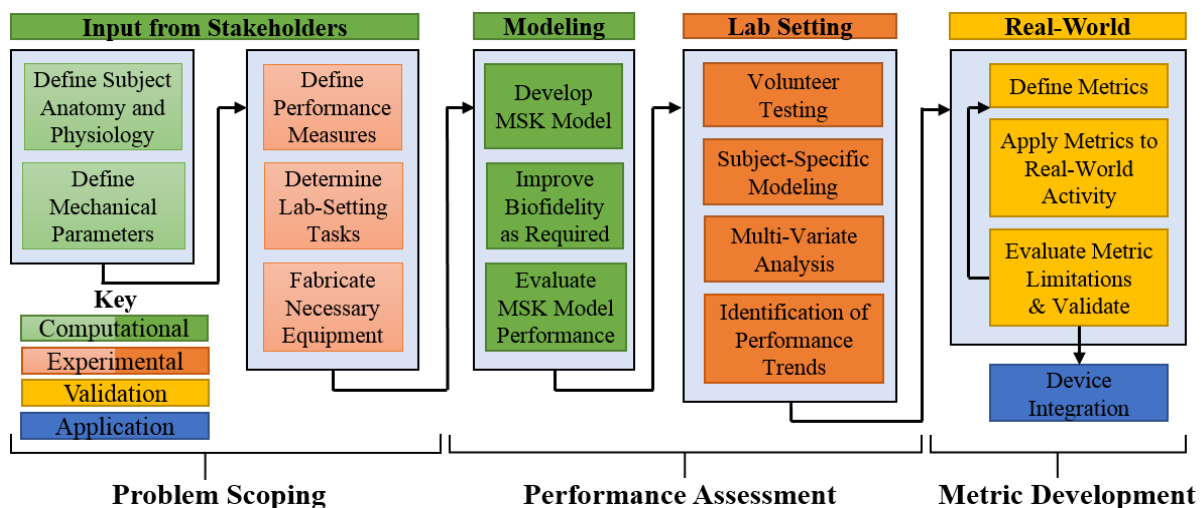 Input from Stakeholders
Define Subject
Anatomy and
Physiology
Define
Mechanical
Parameters
Define
Performance
Measures
Determine
Lab-Setting
Tasks
Fabricate
Necessary
Equipment
Modeling
Develop
MSK Model
Improve
Biofidelity
as Required
Evaluate
MSK Model
Performance
Lab Setting
Volunteer
Testing
Subject-Specific
Modeling
Multi-Variate
Analysis
Identification of
Performance
Trends
Real-World
Define Metrics
Apply Metrics to
Real-World
Activity
Evaluate Metric
Limitations
& Validate
Device
Integration
Key
Computational
Experimental
Validation
Application
Problem Scoping
Performance Assessment
Metric Development